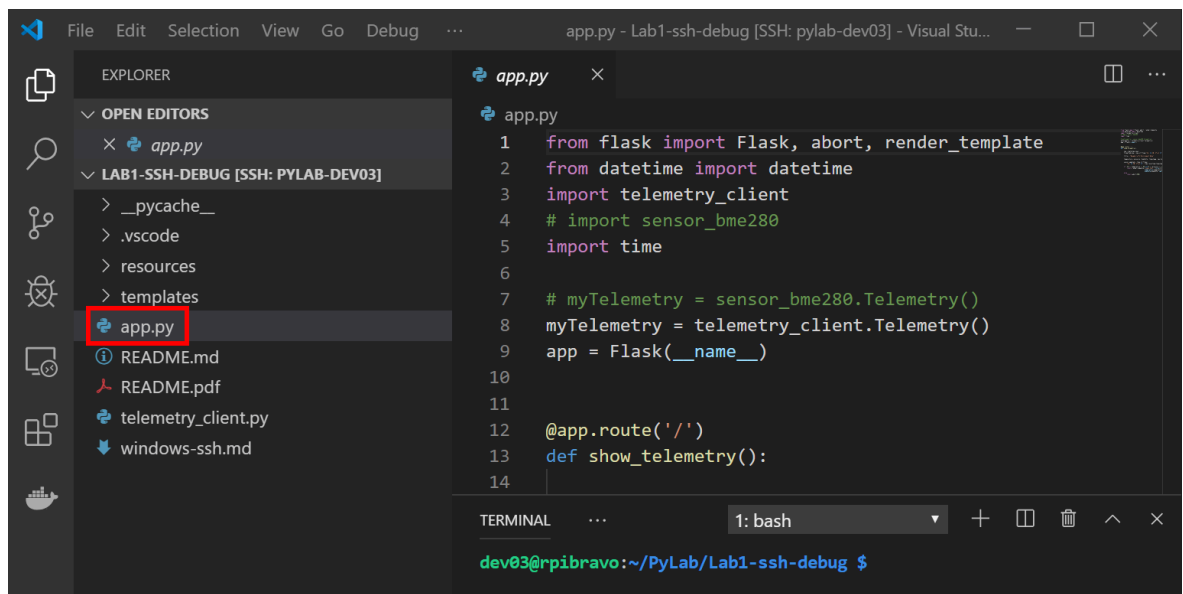 File Edit Selection View Go Debug ··· app.py - Lab1-ssh-debug [SSH: pylab-dev03] - Visual Stu...
EXPLORER
OPEN EDITORS
app.py
LAB1-SSH-DEBUG [SSH: PYLAB-DEV03]
__pycache__
.vscode
resources
templates
app.py
README.md
README.pdf
telemetry_client.py
windows-ssh.md
app.py
app.py
1 from flask import Flask, abort, render_template
2 from datetime import datetime
3 import telemetry_client
4 # import sensor_bme280
5 import time
6
7 # myTelemetry = sensor_bme280.Telemetry()
8 myTelemetry = telemetry_client.Telemetry()
9 app = Flask(__name__)
10
11
12 @app.route('/')
13 def show_telemetry():
14
TERMINAL ··· 1: bash
dev03@rpibravo:~/PyLab/Lab1-ssh-debug $